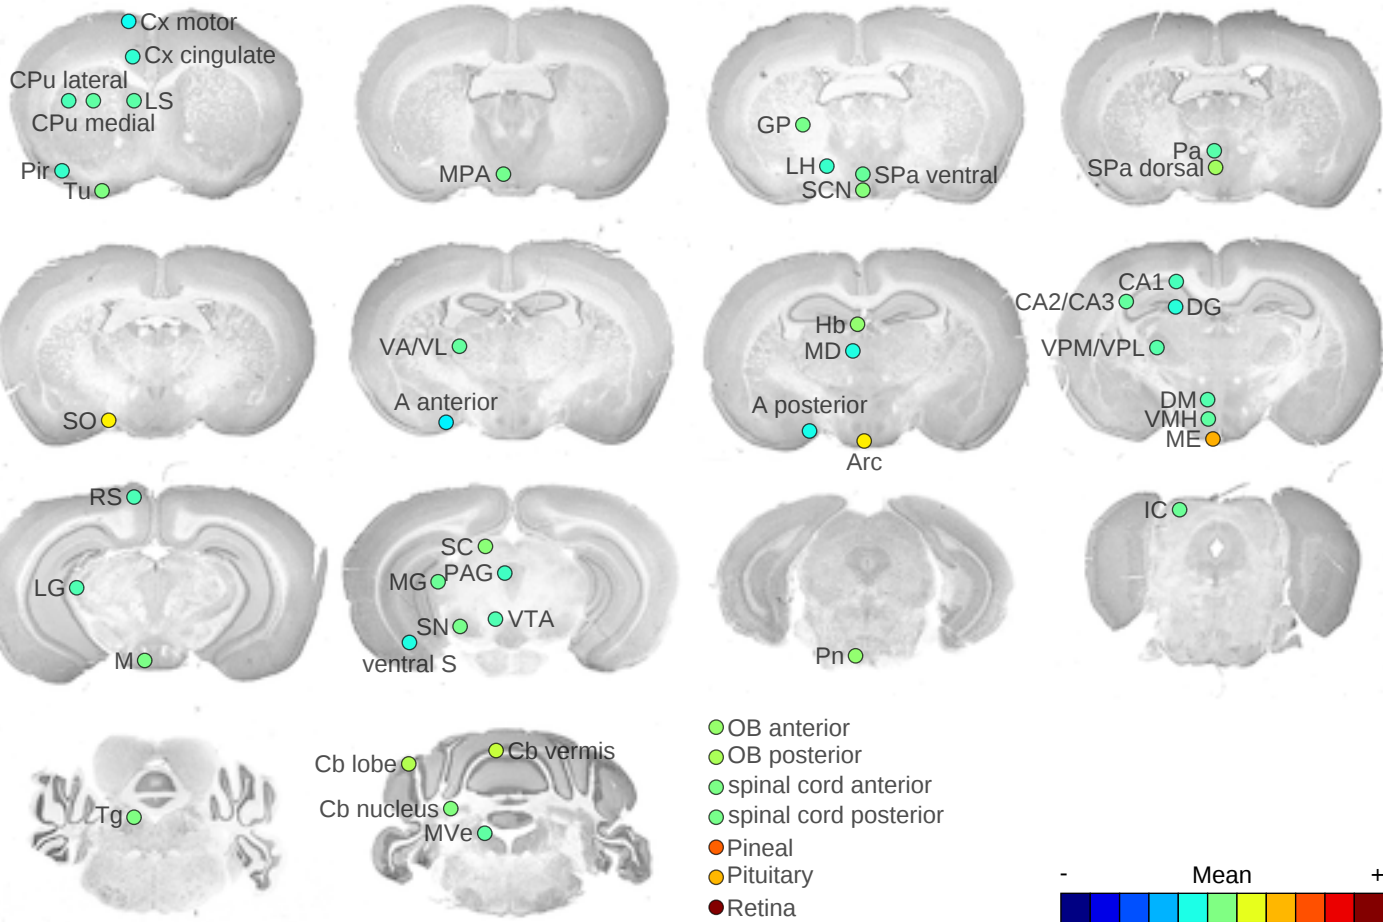 Cx motor
Cx cingulate
CPu lateral
LS
CPu medial
Pir
Tu
MPA
GP
LH
SPa ventral
SCN
Pa
SPa dorsal
SO
VA/VL
A anterior
Hb
MD
A posterior
Arc
CA1
CA2/CA3
DG
VPM/VPL
DM
VMH
ME
RS
LG
M
SC
MG
PAG
SN
VTA
ventral S
Pn
IC
Tg
Cb lobe
Cb vermis
Cb nucleus
MVe
OB anterior
OB posterior
spinal cord anterior
spinal cord posterior
Pineal
Pituitary
Retina
- Mean +